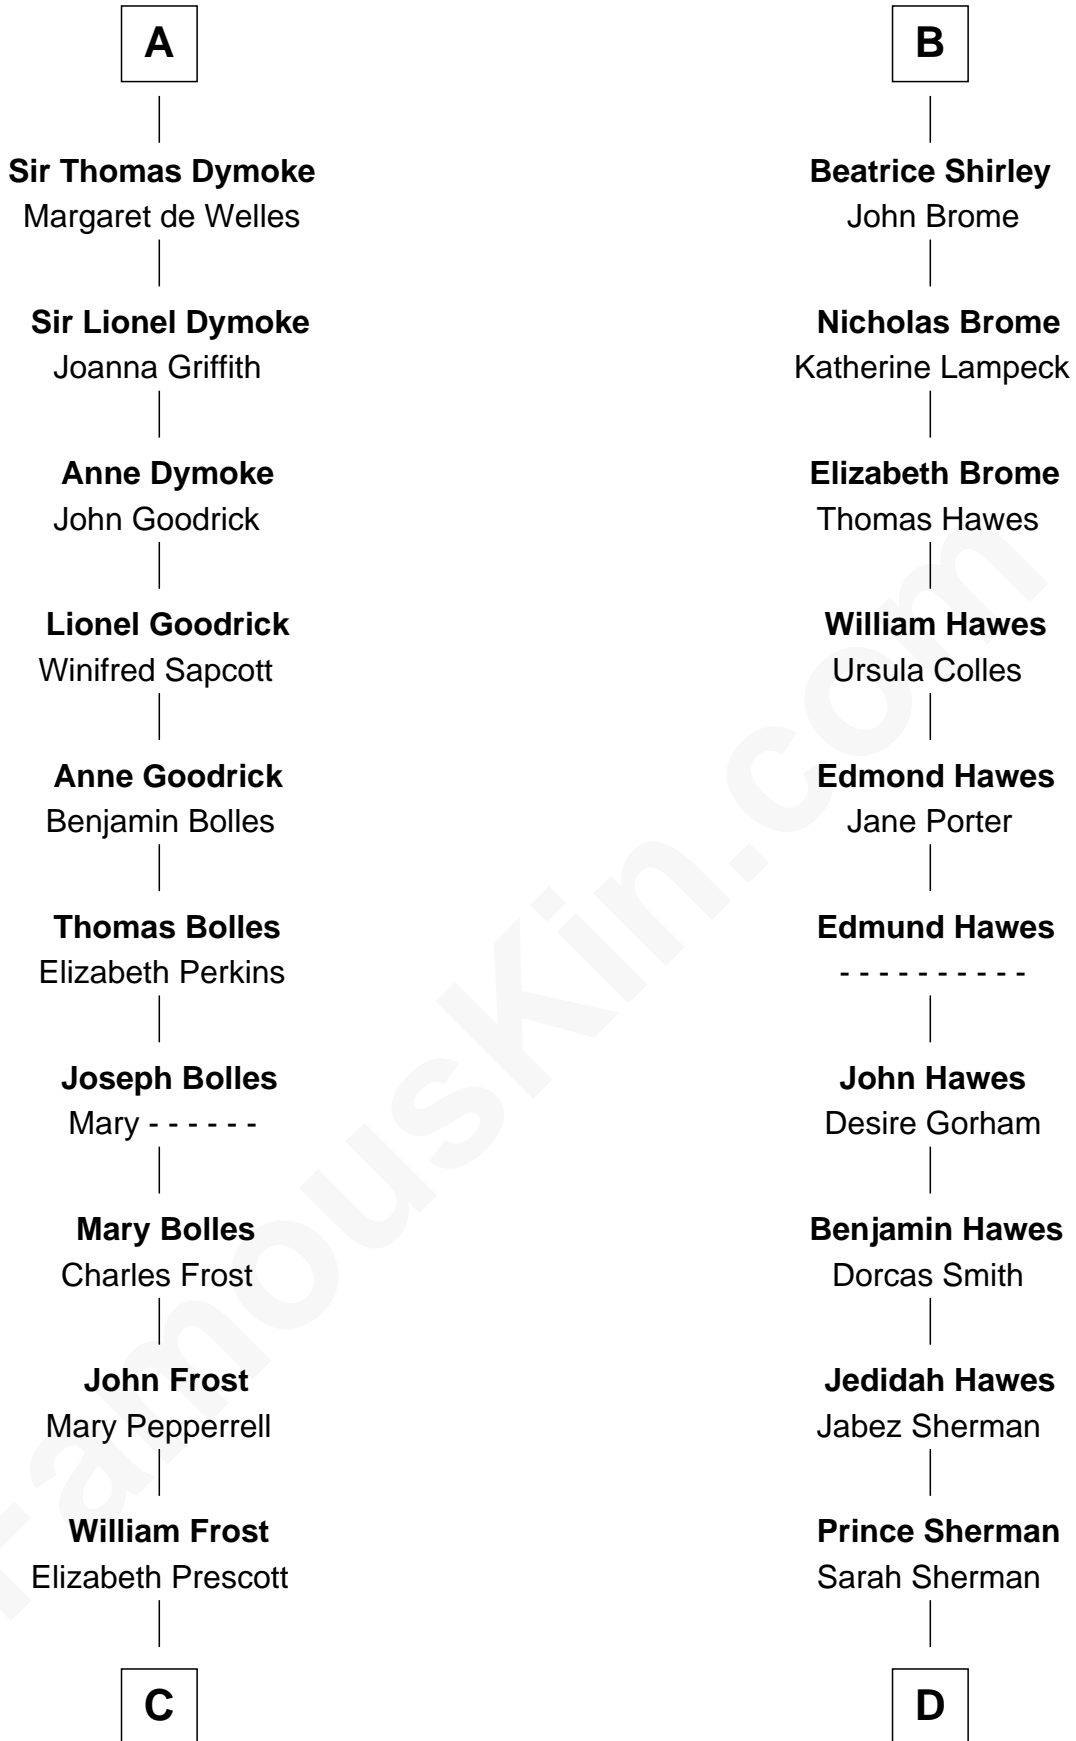 A
Sir Thomas Dymoke
Margaret de Welles
Sir Lionel Dymoke
Joanna Griffith
Anne Dymoke
John Goodrick
Lionel Goodrick
Winifred Sapcott
Anne Goodrick
Benjamin Bolles
Thomas Bolles
Elizabeth Perkins
Joseph Bolles
Mary - - - - - -
Mary Bolles
Charles Frost
John Frost
Mary Pepperrell
William Frost
Elizabeth Prescott
C
B
Beatrice Shirley
John Brome
Nicholas Brome
Katherine Lampeck
Elizabeth Brome
Thomas Hawes
William Hawes
Ursula Colles
Edmond Hawes
Jane Porter
Edmund Hawes
- - - - - - - - - -
John Hawes
Desire Gorham
Benjamin Hawes
Dorcas Smith
Jedidah Hawes
Jabez Sherman
Prince Sherman
Sarah Sherman
D
FamousKin.com